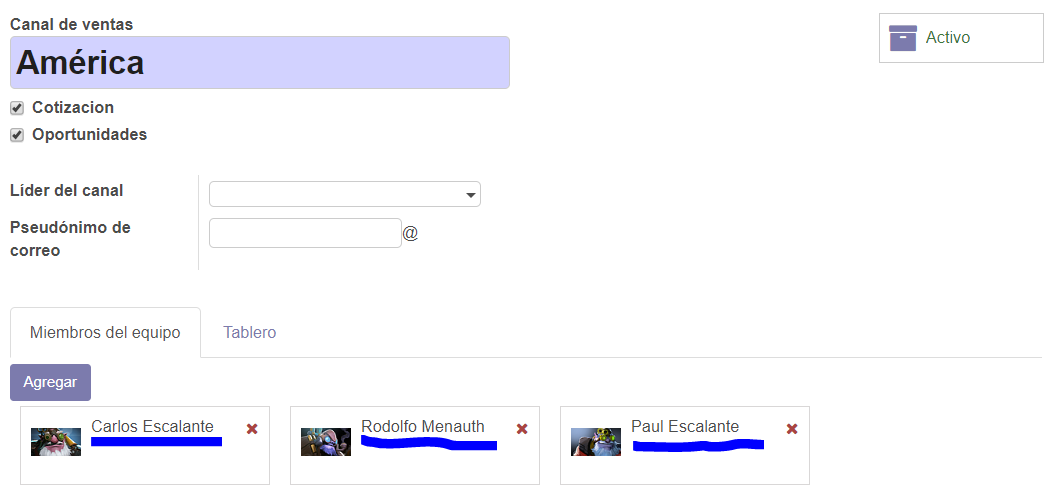 Canal de ventas
América
Activo
Cotizacion
Oportunidades
Líder del canal
Pseudónimo de
correo
@
Miembros del equipo
Tablero
Agregar
Carlos Escalante
Rodolfo Menauth
Paul Escalante